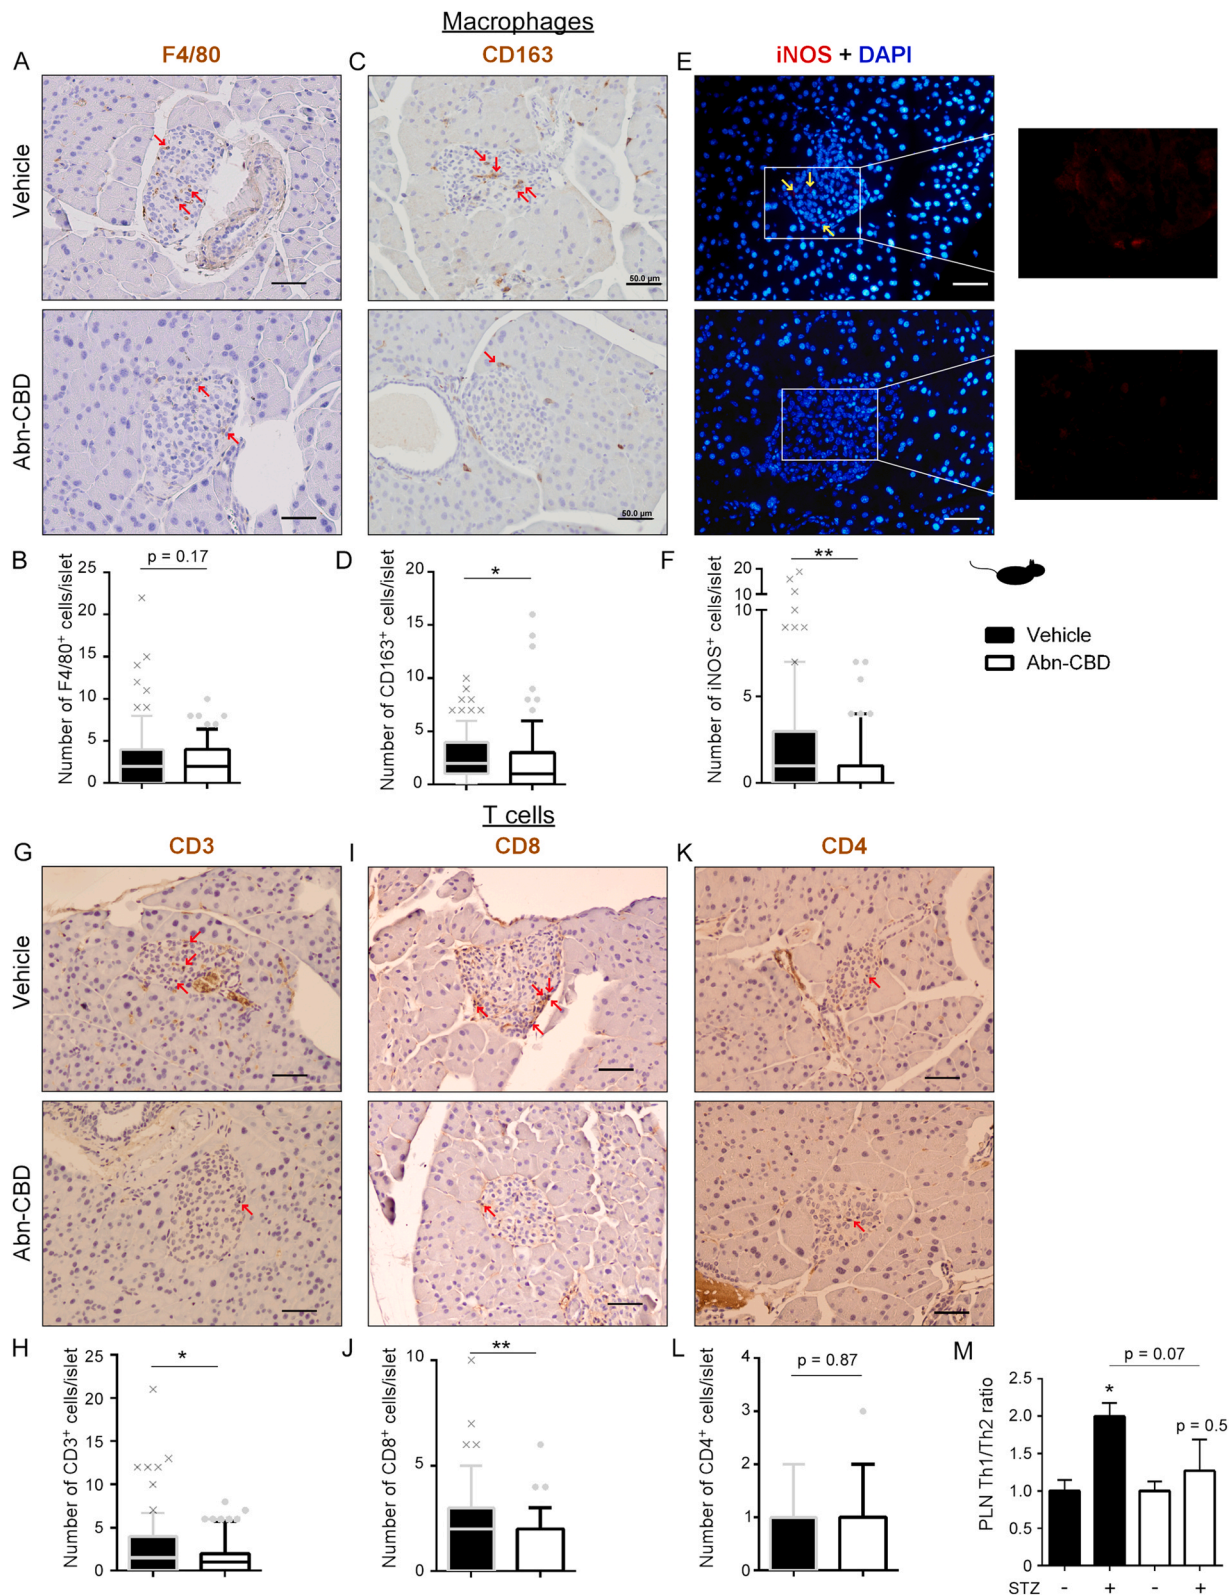 Macrophages
F4/80
CD163
iNOS + DAPI
A
C
E
Vehicle
50.0 µm
Abn-CBD
50.0 µm
B
D
F
Number of F4/80+ cells/islet
p = 0.17
25
20
15
10
5
0
Number of CD163+ cells/islet
*
20
15
10
5
0
Number of iNOS+ cells/islet
**
20
10
10
5
0
Vehicle
Abn-CBD
T cells
CD3
CD8
CD4
G
I
K
Vehicle
Abn-CBD
H
J
L
M
Number of CD3+ cells/islet
*
25
20
15
10
5
0
Number of CD8+ cells/islet
**
10
5
0
Number of CD4+ cells/islet
p = 0.87
4
3
2
1
0
PLN Th1/Th2 ratio
p = 0.07
*
p = 0.5
2.5
2.0
1.5
1.0
0.5
0
STZ - + - +